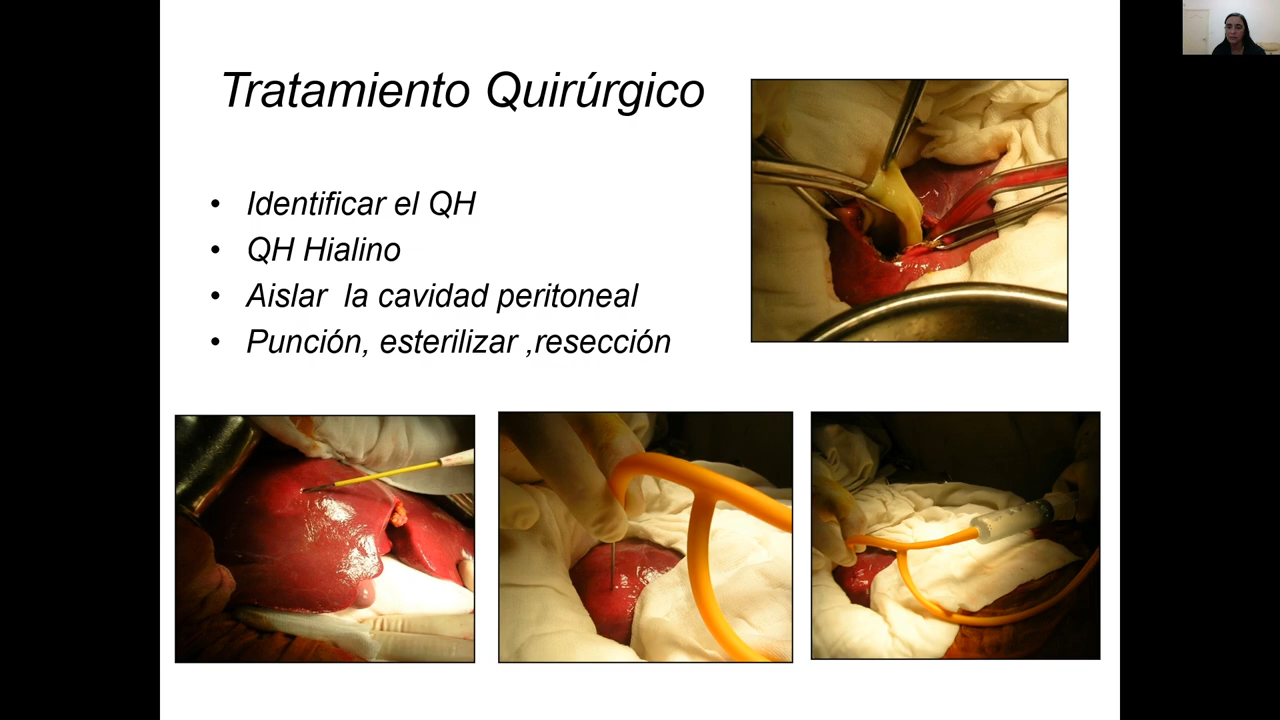 Tratamiento Quirúrgico
• Identificar el QH
• QH Hialino
• Aislar  la cavidad peritoneal
• Punción, esterilizar ,resección